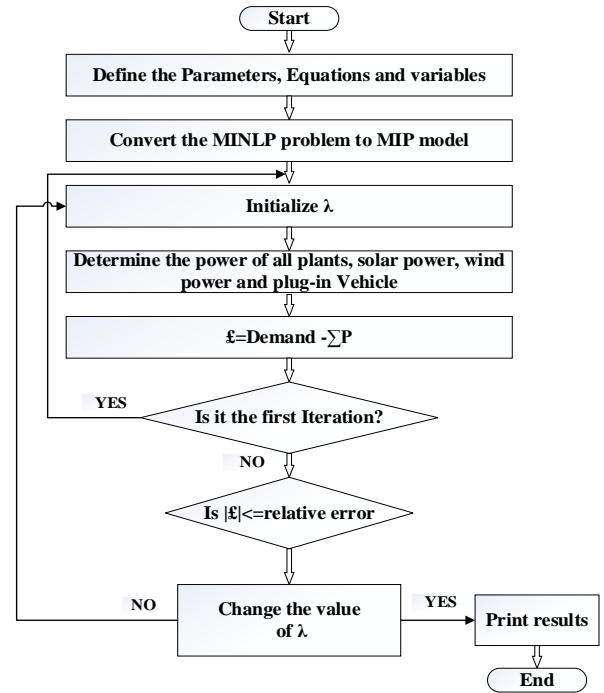 Start
Define the Parameters, Equations and variables
Convert the MINLP problem to MIP model
Initialize λ
Determine the power of all plants, solar power, wind
power and plug-in Vehicle
£=Demand -∑P
Is it the first Iteration?
YES
NO
Is |£|<=relative error
NO
Change the value
of λ
YES
Print results
End